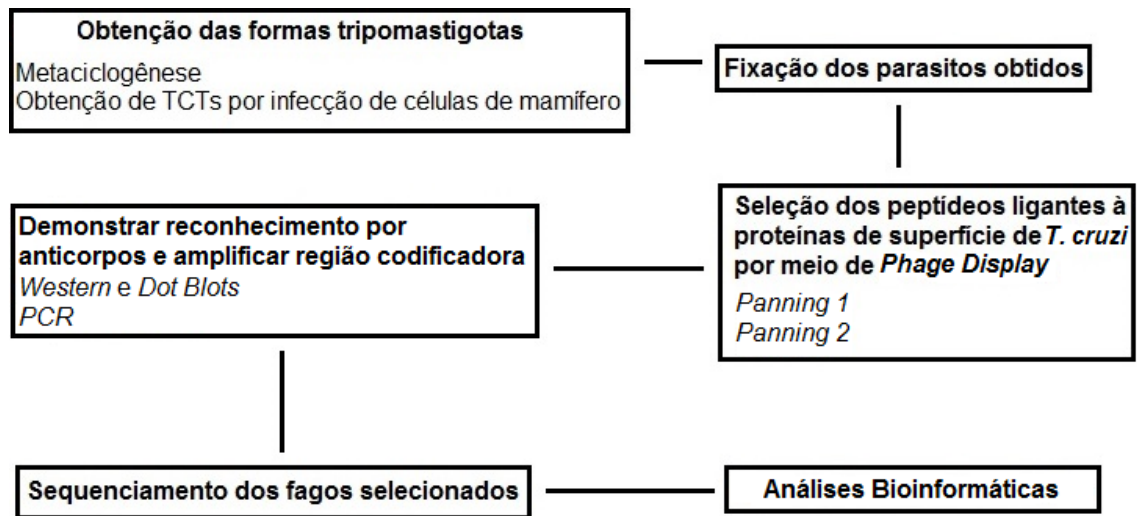 Obtenção das formas tripomastigotas
Metaciclogênese
Obtenção de TCTs por infecção de células de mamífero
Fixação dos parasitos obtidos
Seleção dos peptídeos ligantes à
proteínas de superfície de T. cruzi
por meio de Phage Display
Panning 1
Panning 2
Demonstrar reconhecimento por
anticorpos e amplificar região codificadora
Western e Dot Blots
PCR
Sequenciamento dos fagos selecionados
Análises Bioinformáticas